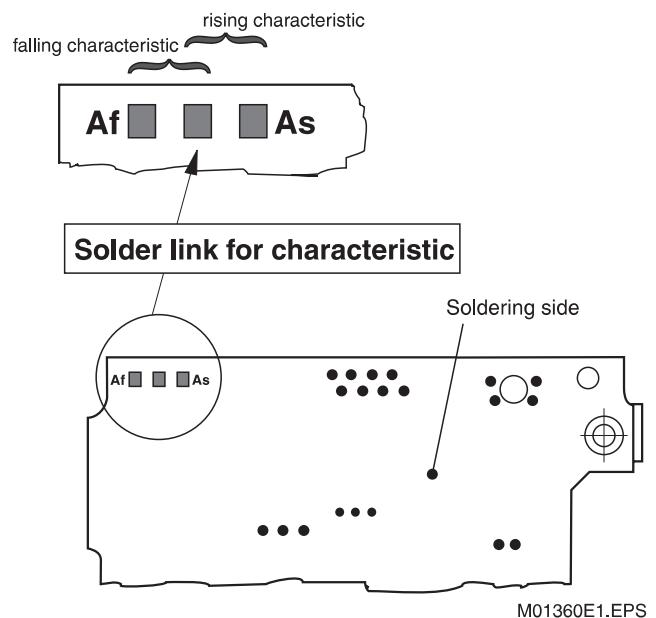 rising characteristic
falling characteristic
Af As
Solder link for characteristic
Soldering side
Af As
M01360E1.EPS